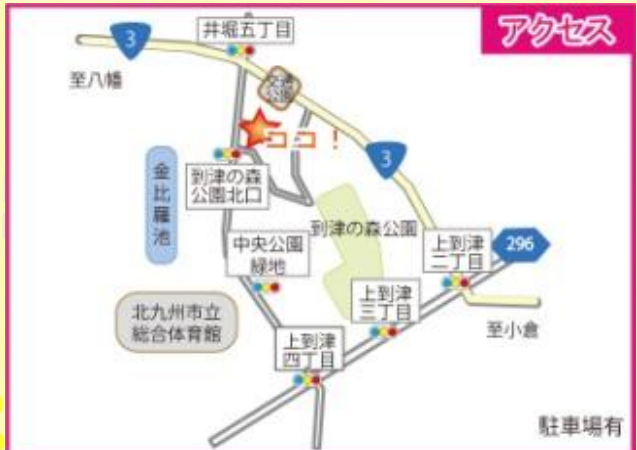 アクセス
3
井堀五丁目
至八幡
交通
公園
ココ!
3
金比羅池
到津の森
公園北口
到津の森公園
中央公園
緑地
上到津
二丁目
296
上到津
三丁目
北九州市立
総合体育館
至小倉
上到津
四丁目
駐車場有